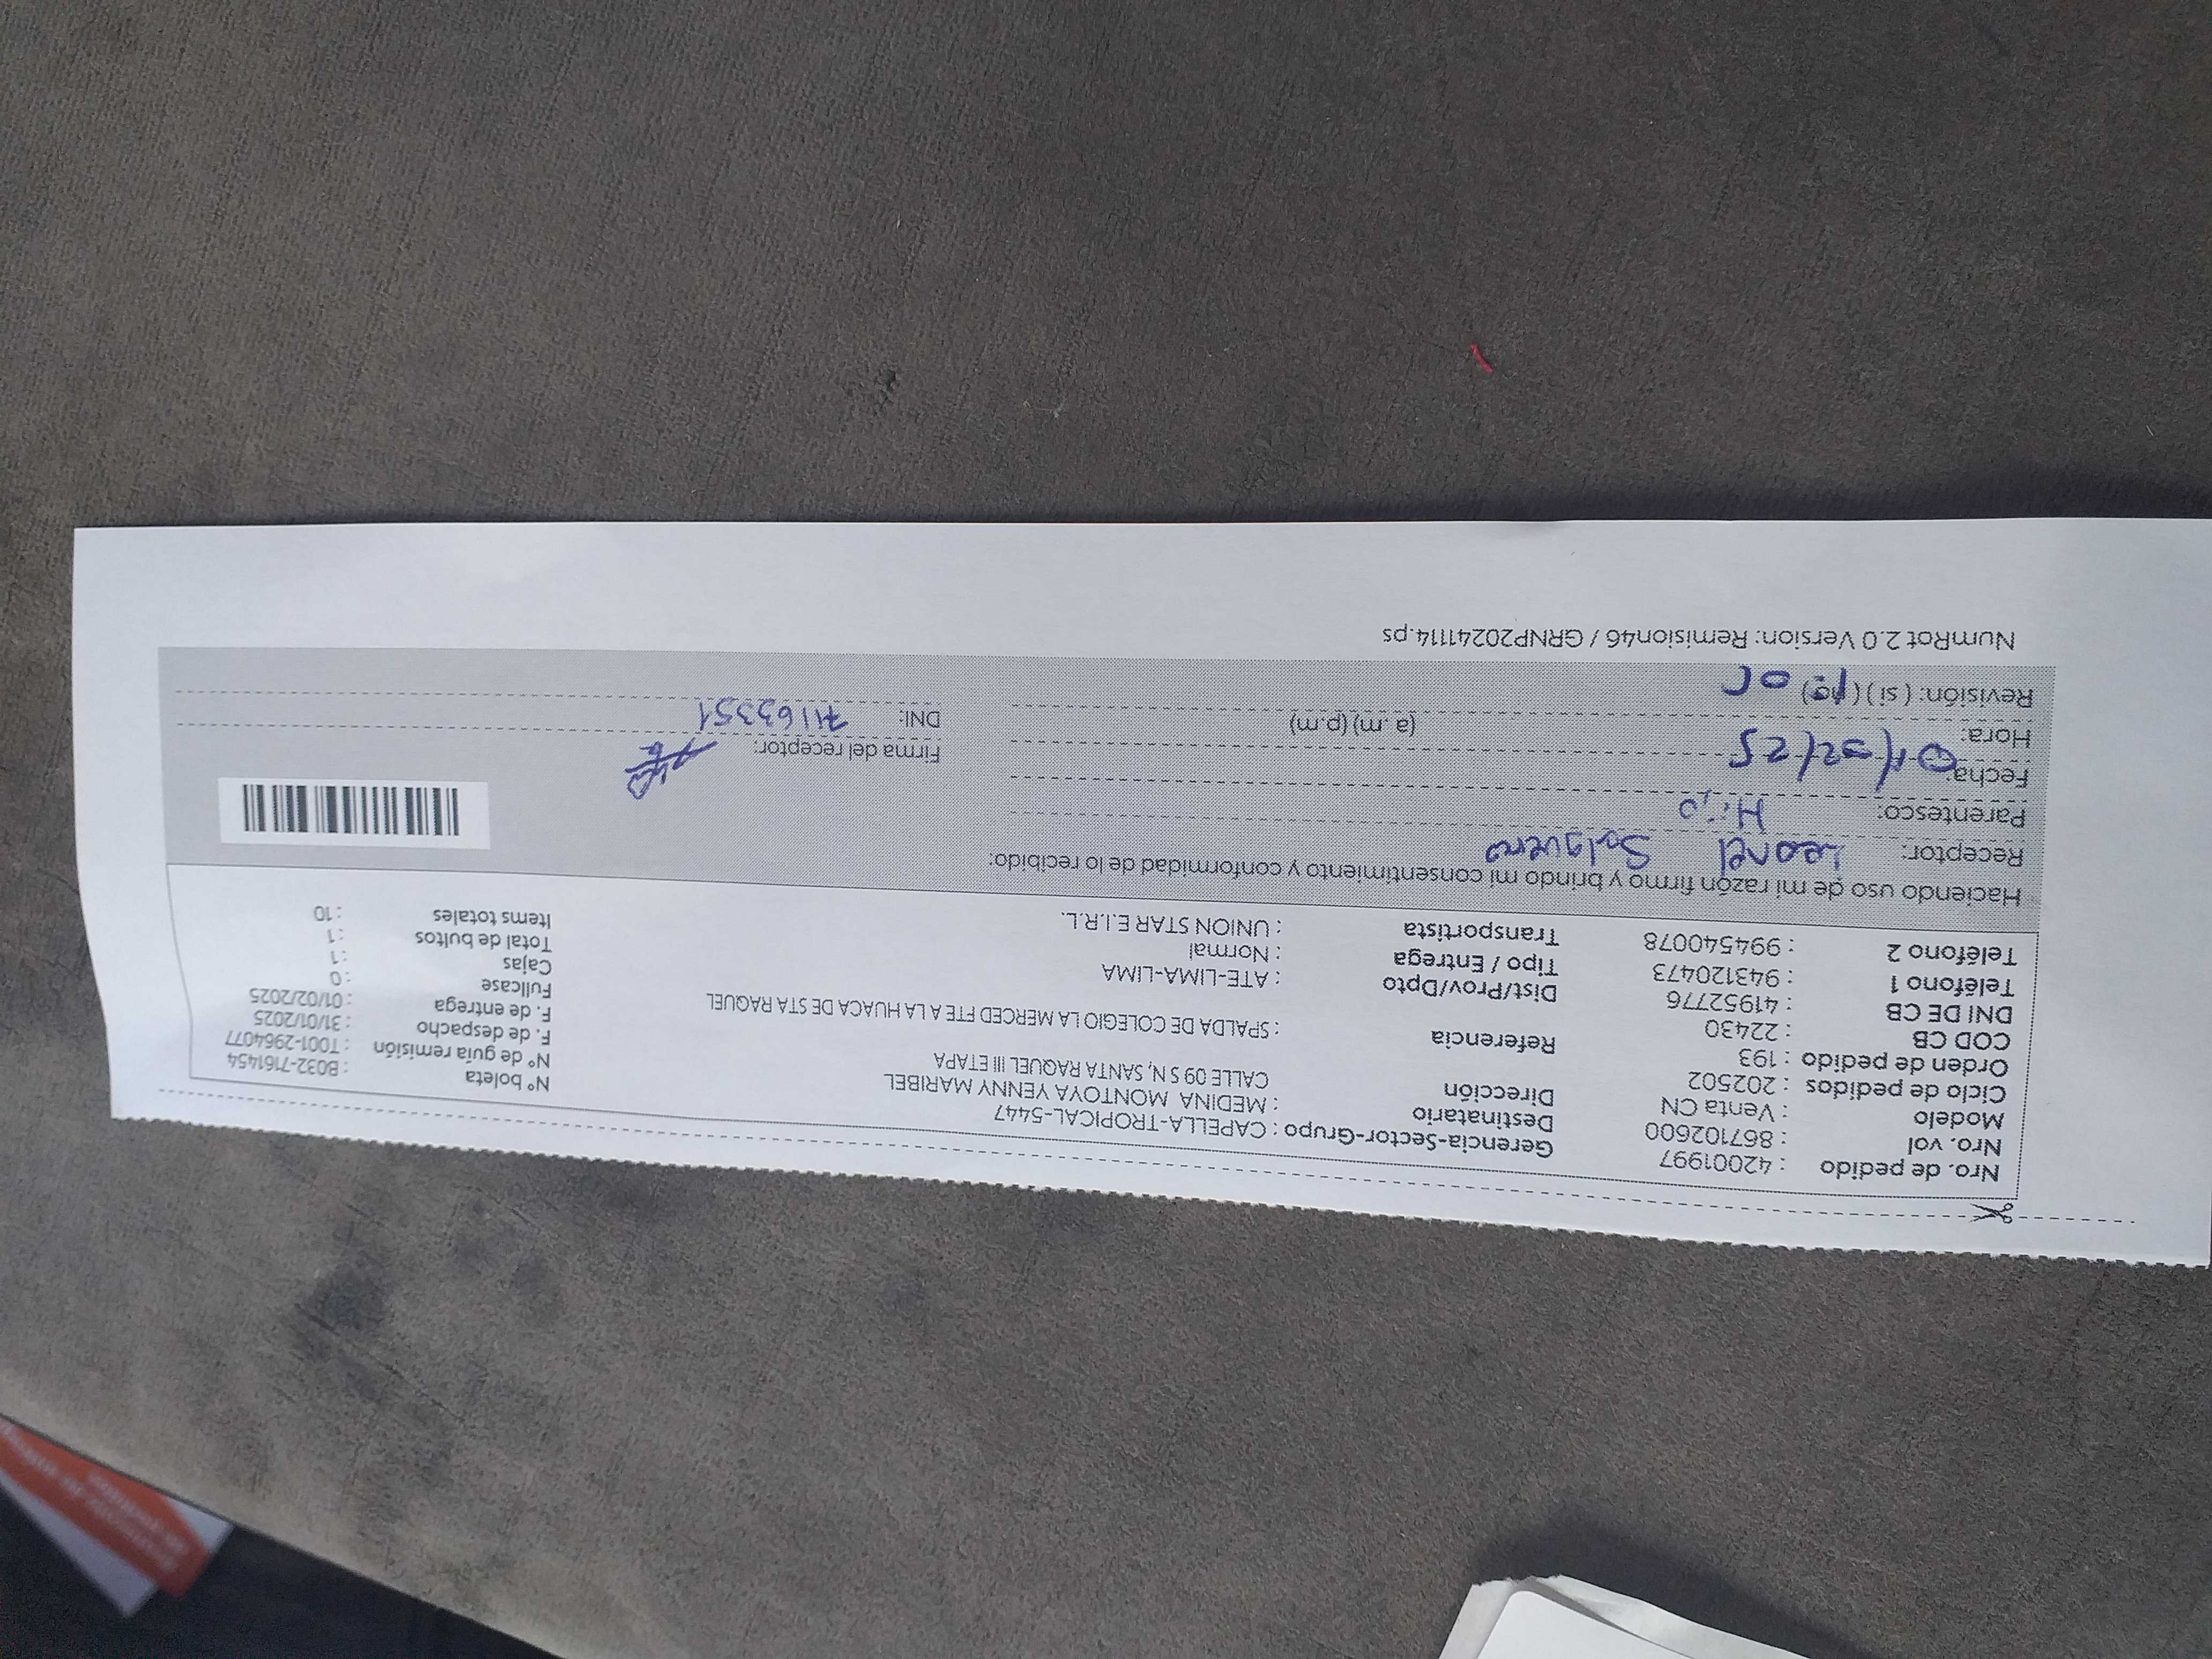 Nro. de pedido : 42001997
Nro. vol : 867102600
Modelo : Venta CN
Ciclo de pedidos : 202502
Orden de pedido : 193
COD CB : 22430
DNI DE CB : 41952776
Teléfono 1 : 943120473
Teléfono 2 : 994540078
Gerencia-Sector-Grupo : CAPELLA-TROPICAL-5447
Destinatario : MEDINA MONTOYA YENNY MARIBEL
Dirección CALLE 09 S N, SANTA RAQUEL III ETAPA
Referencia : SPALDA DE COLEGIO LA MERCED FTE A LA HUACA DE STA RAQUEL
Dist/Prov/Dpto : ATE-LIMA-LIMA
Tipo / Entrega : Normal
Transportista : UNION STAR E.I.R.L.
N° boleta : B032-7161454
N° de guía remisión : T001-2964077
F. de despacho : 31/01/2025
F. de entrega : 01/02/2025
Fullcase : 0
Cajas : 1
Total de bultos : 1
Items totales : 10
Haciendo uso de mi razón firmo y brindo mi consentimiento y conformidad de lo recibido:
Receptor: Leonel Salguero
Parentesco: Hijo
Fecha: 01/02/25
Hora: (a .m) (p.m)
Revisión: ( si ) ( no )
Firma del receptor:
DNI: 71163351
NumRot 2.0 Version: Remision46 / GRNP20241114.ps